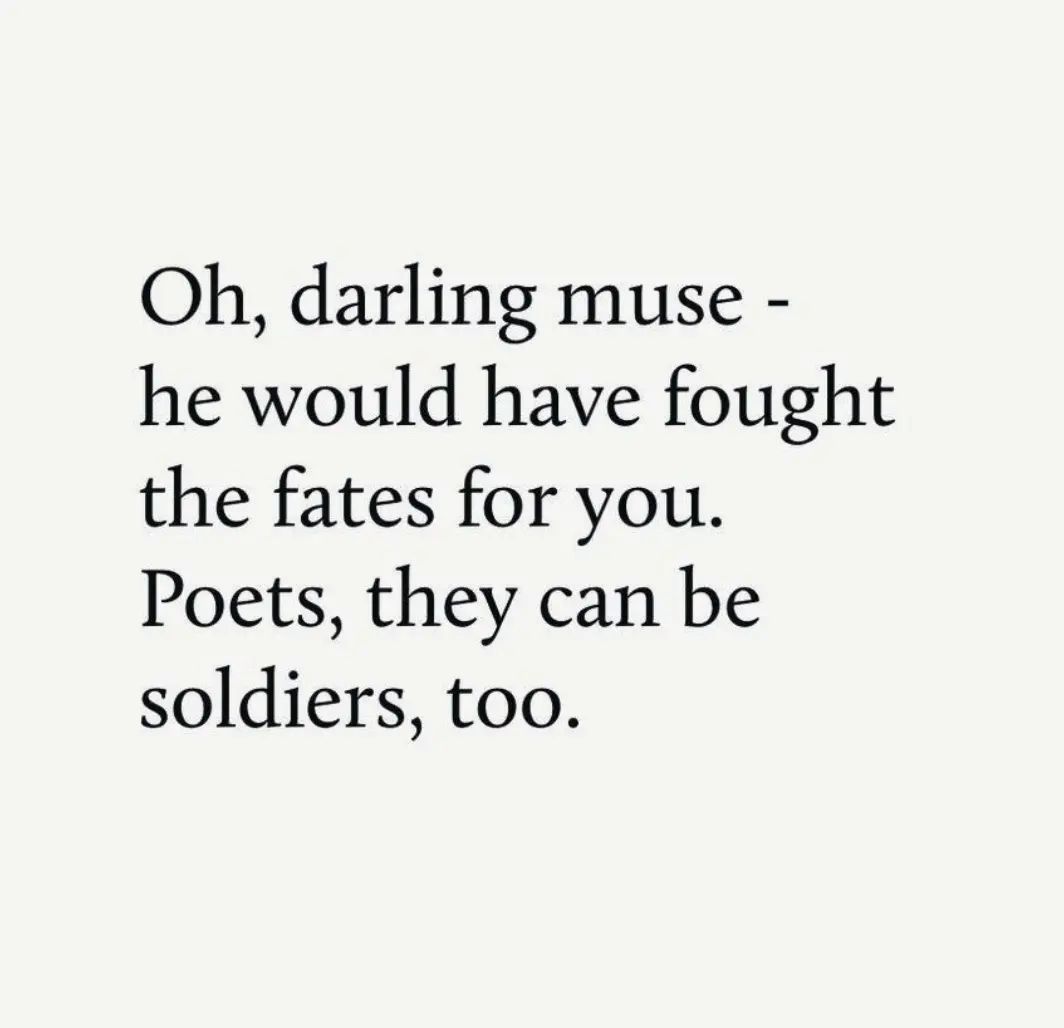 Oh, darling muse -
he would have fought
the fates for you.
Poets, they can be
soldiers, too.